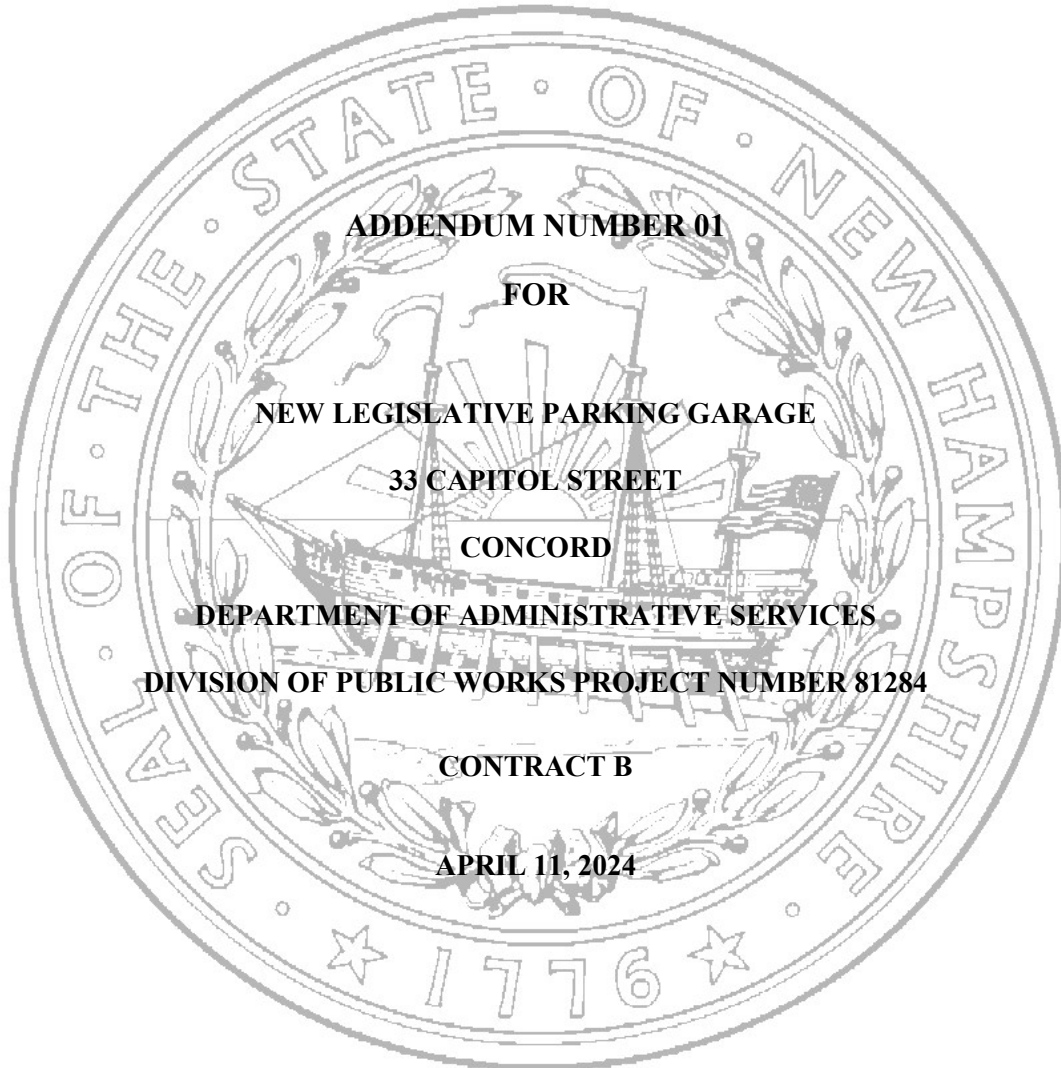 ADDENDUM NUMBER 01
FOR
NEW LEGISLATIVE PARKING GARAGE
33 CAPITOL STREET
CONCORD
DEPARTMENT OF ADMINISTRATIVE SERVICES
DIVISION OF PUBLIC WORKS PROJECT NUMBER 81284
CONTRACT B
APRIL 11, 2024
SEAL · OF · THE · STATE · OF · NEW HAMPSHIRE
1776